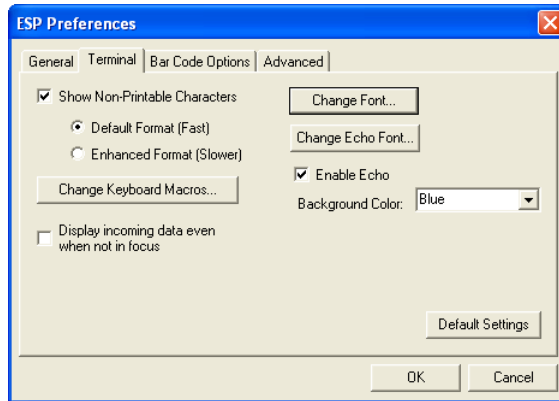 ESP Preferences
General Terminal Bar Code Options Advanced
Show Non-Printable Characters
Default Format (Fast)
Enhanced Format (Slower)
Change Keyboard Macros...
Display incoming data even
when not in focus
Change Font...
Change Echo Font...
Enable Echo
Background Color: Blue
Default Settings
OK Cancel